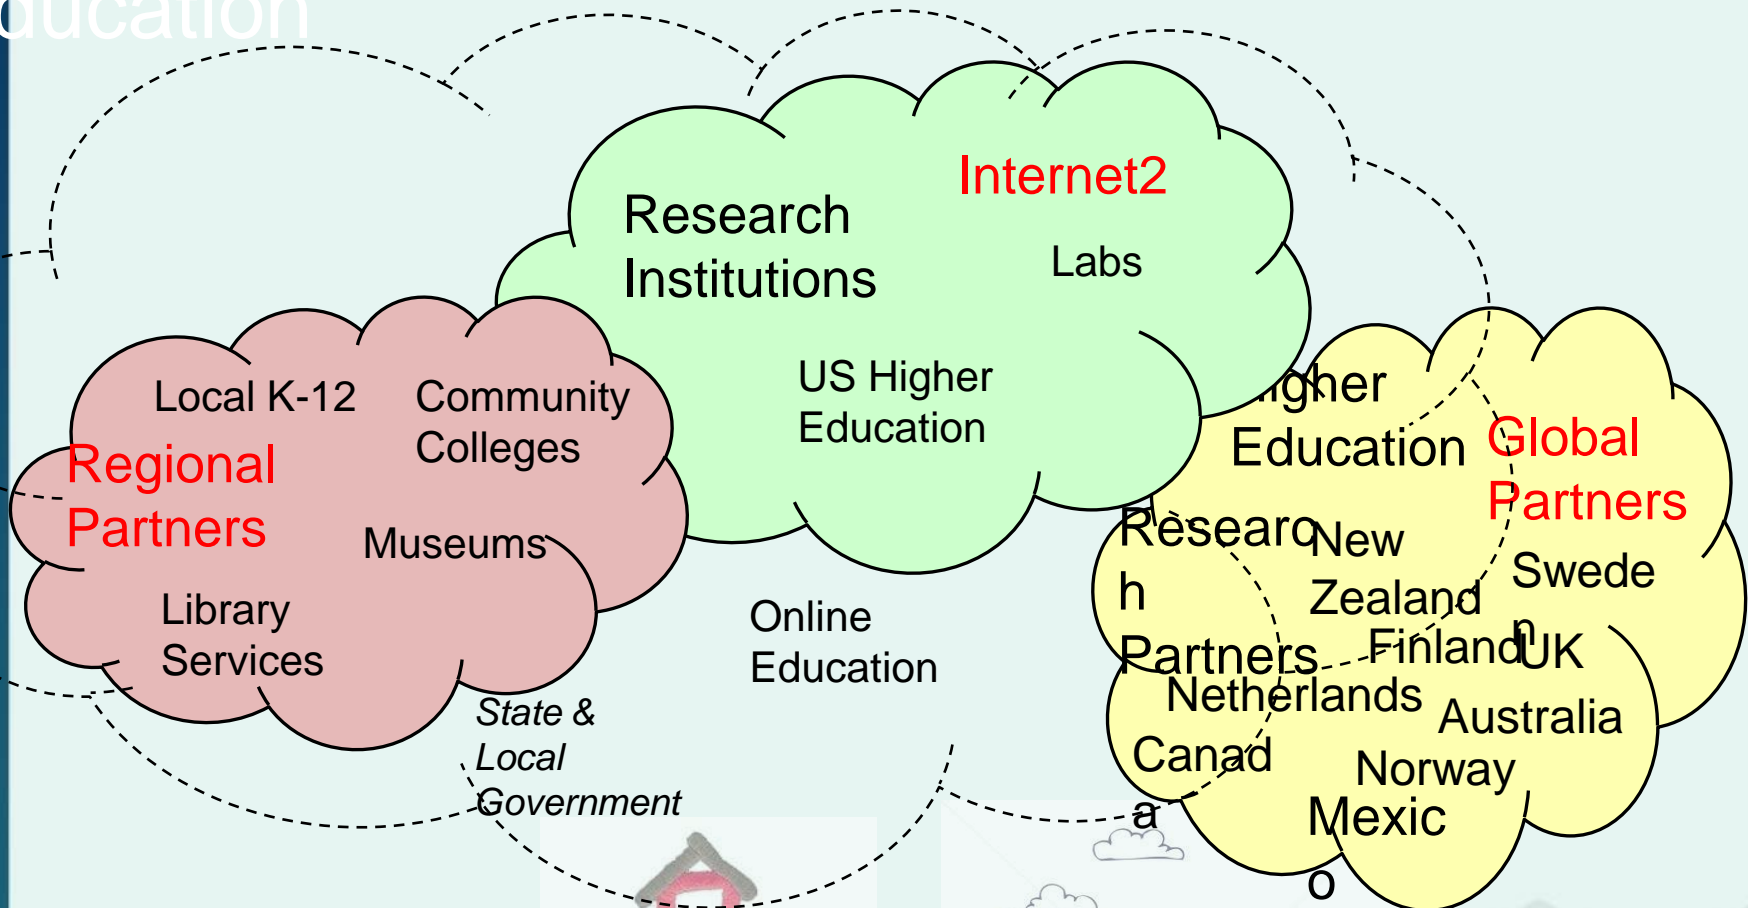 ducation
Internet2
Research
Institutions
Labs
US Higher
Education
Local K-12
Community
Colleges
Regional
Partners
Museums
Library
Services
Online
Education
State &
Local
Government
igher
Education
Global
Partners
Researc
h
Partners
New
Zealand
Swede
n
Finland
UK
Netherlands
Australia
Canad
a
Norway
Mexic
o